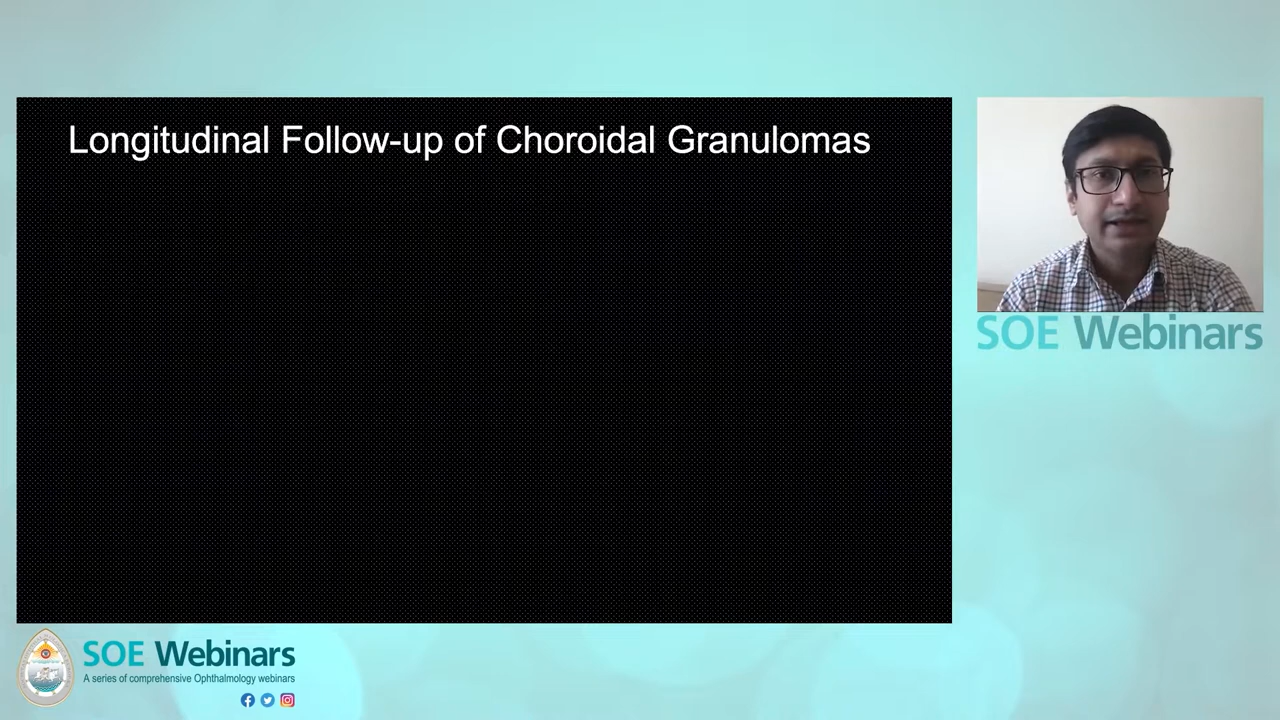 Longitudinal Follow-up of Choroidal Granulomas
SOE Webinars
SOE Webinars
A series of comprehensive Ophthalmology webinars